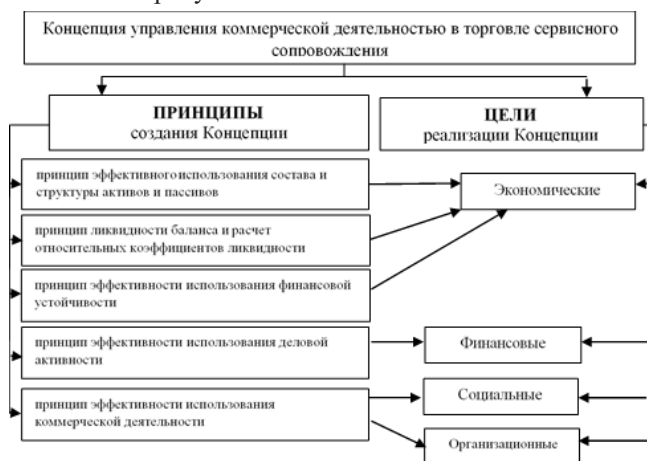 Концепция управления коммерческой деятельностью в торговле сервисного
сопровождения
ПРИНЦИПЫ
создания Концепции
ЦЕЛИ
реализации Концепции
принцип эффективного использования состава и
структуры активов и пассивов
Экономические
принцип ликвидности баланса и расчет
относительных коэффициентов ликвидности
принцип эффективности использования финансовой
устойчивости
принцип эффективности использования деловой
активности
Финансовые
принцип эффективности использования
коммерческой деятельности
Социальные
Организационные